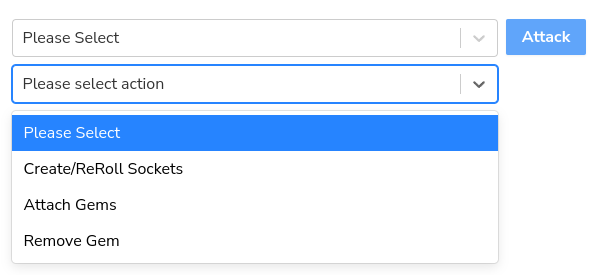 Please Select
Attack
Please select action
Please Select
Create/ReRoll Sockets
Attach Gems
Remove Gem